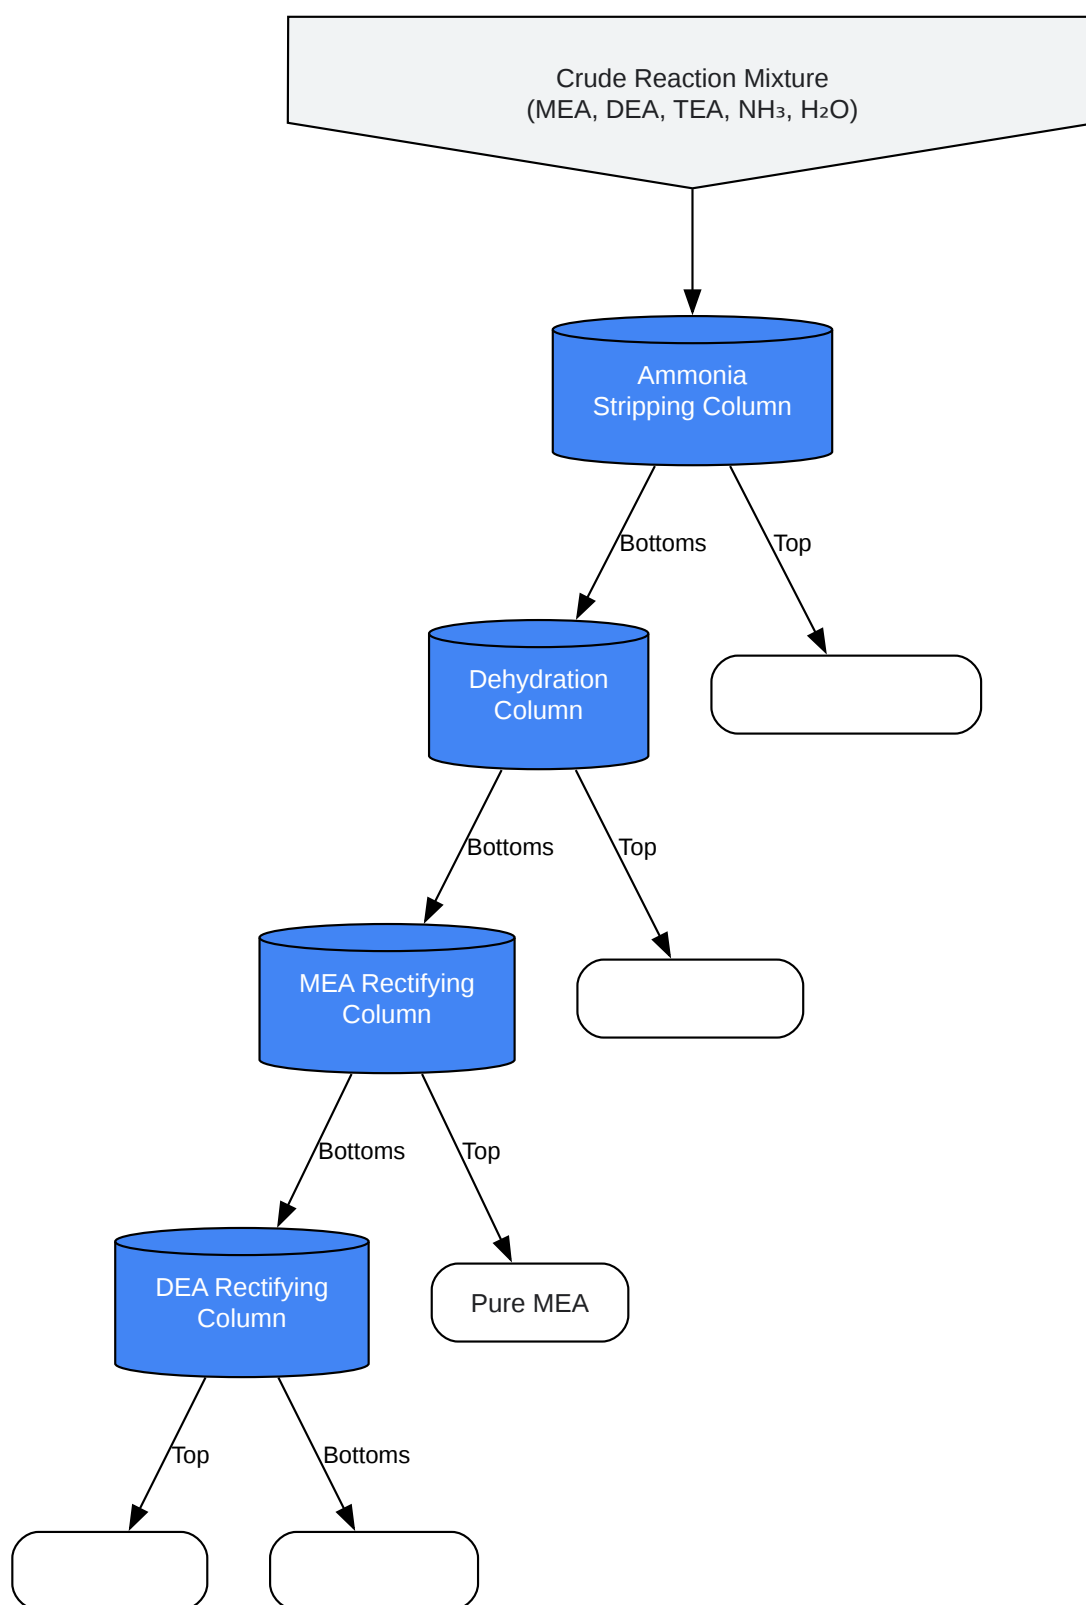 Crude Reaction Mixture
(MEA, DEA, TEA, NH₃, H₂O)
Ammonia
Stripping Column
Bottoms
Top
Dehydration
Column
Bottoms
Top
MEA Rectifying
Column
Bottoms
Top
DEA Rectifying
Column
Pure MEA
Top
Bottoms